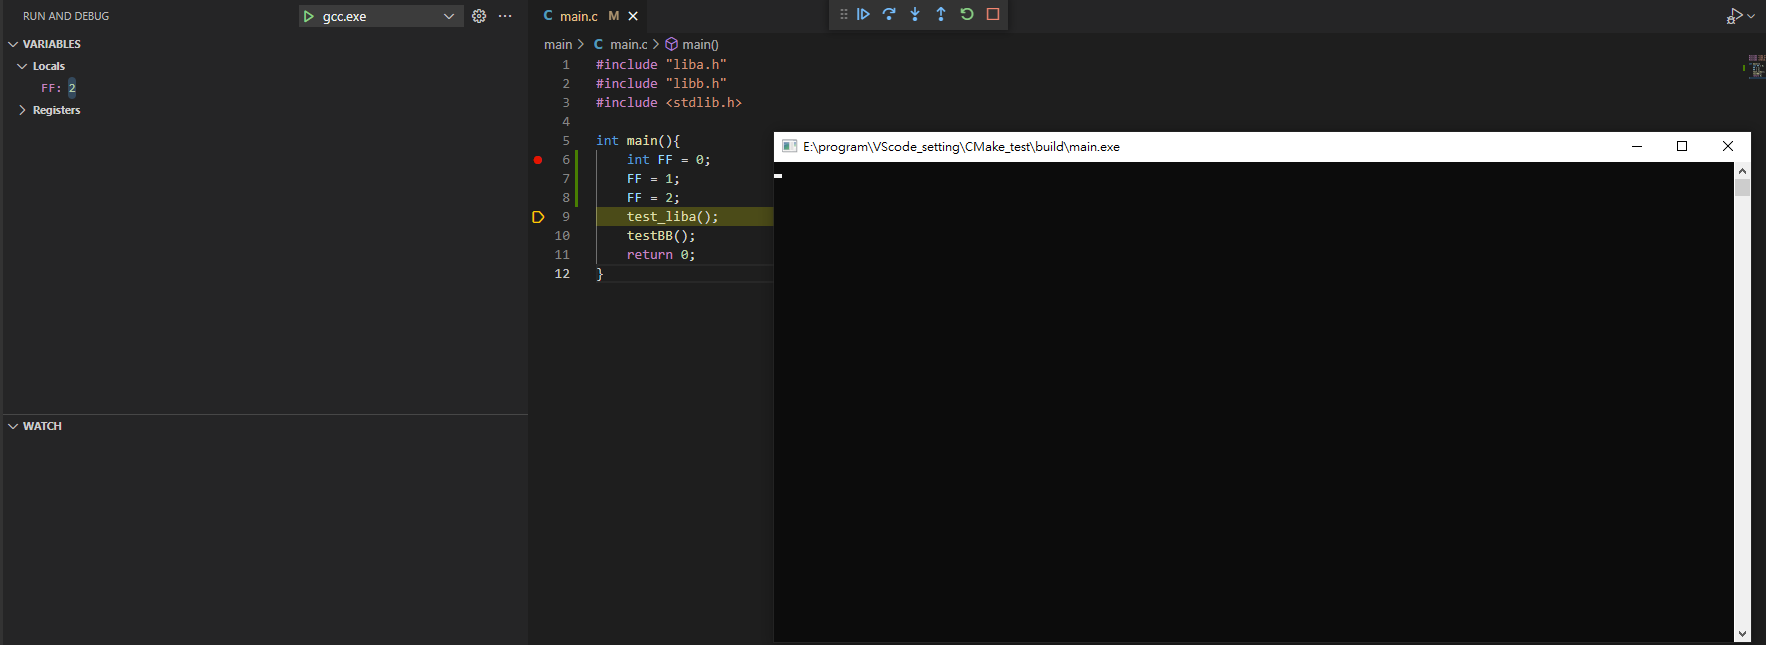 RUN AND DEBUG
gcc.exe
VARIABLES
Locals
FF: 2
Registers
WATCH
C main.c M
main > C main.c > main()
1 #include "liba.h"
2 #include "libb.h"
3 #include <stdlib.h>
4
5 int main(){
6 int FF = 0;
7 FF = 1;
8 FF = 2;
9 test_liba();
10 testBB();
11 return 0;
12 }
E:\program\VScode_setting\CMake_test\build\main.exe